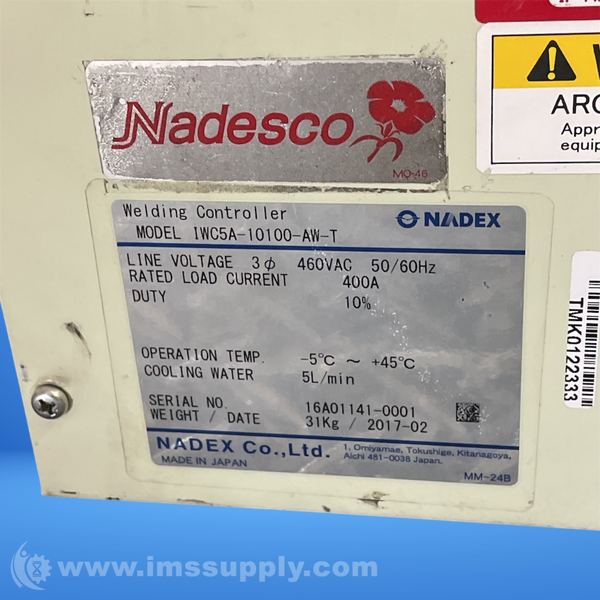 Nadesco
MQ-46
ARC
Appr
equip
Welding Controller
NADEX
MODEL IWC5A-10100-AW-T
LINE VOLTAGE 3φ 460VAC 50/60Hz
RATED LOAD CURRENT 400A
DUTY 10%
OPERATION TEMP. -5℃ ~ +45℃
COOLING WATER 5L/min
SERIAL NO. 16A01141-0001
WEIGHT / DATE 31Kg / 2017-02
NADEX Co.,Ltd.
1, Omiyamae, Tokushige, Kitanagoya,
Aichi 481-0038 Japan.
MADE IN JAPAN
MM-24B
TMK0122333
www.imssupply.com